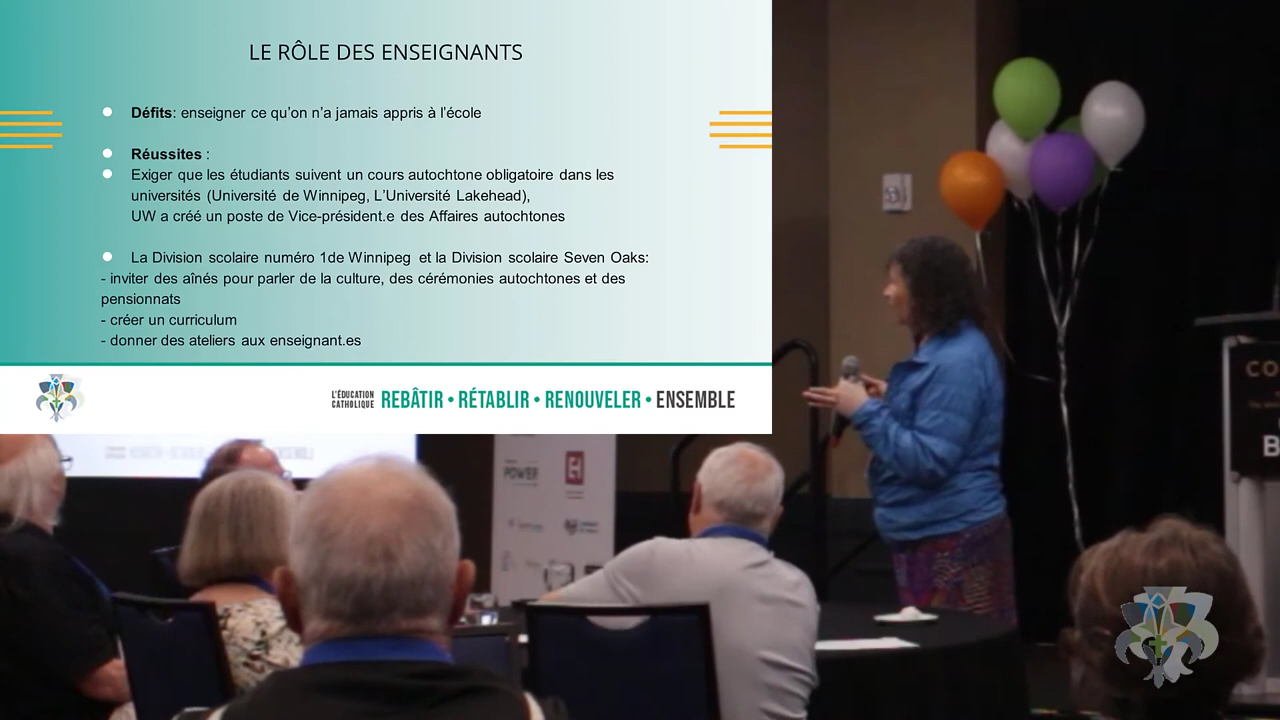 LE RÔLE DES ENSEIGNANTS
Défits: enseigner ce qu'on n'a jamais appris à l'école
Réussites :
Exiger que les étudiants suivent un cours autochtone obligatoire dans les
universités (Université de Winnipeg, L'Université Lakehead),
UW a créé un poste de Vice-président.e des Affaires autochtones
La Division scolaire numéro 1de Winnipeg et la Division scolaire Seven Oaks:
- inviter des aînés pour parler de la culture, des cérémonies autochtones et des
pensionnats
- créer un curriculum
- donner des ateliers aux enseignant.es
L'ÉDUCATION
CATHOLIQUE
REBÂTIR • RÉTABLIR • RENOUVELER • ENSEMBLE
POWER
CO
B